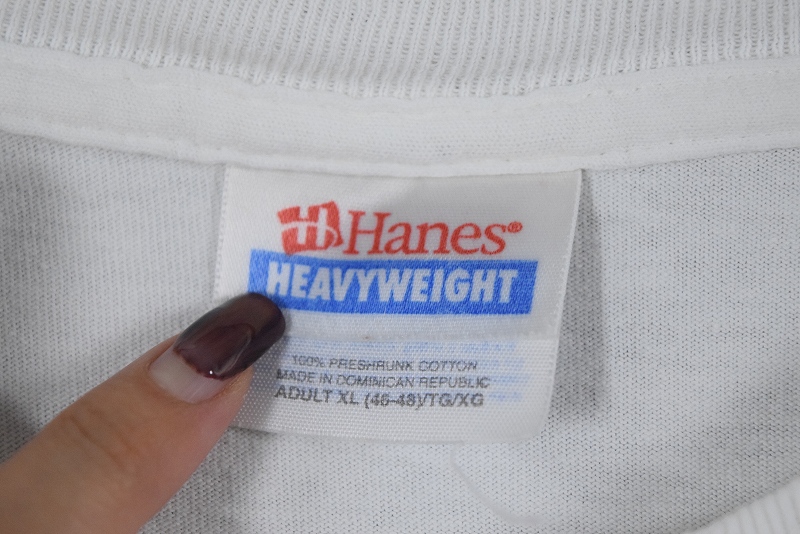 Hanes®
HEAVYWEIGHT
100% PRESHRUNK COTTON
MADE IN DOMINICAN REPUBLIC
ADULT XL (46-48)/TG/XG